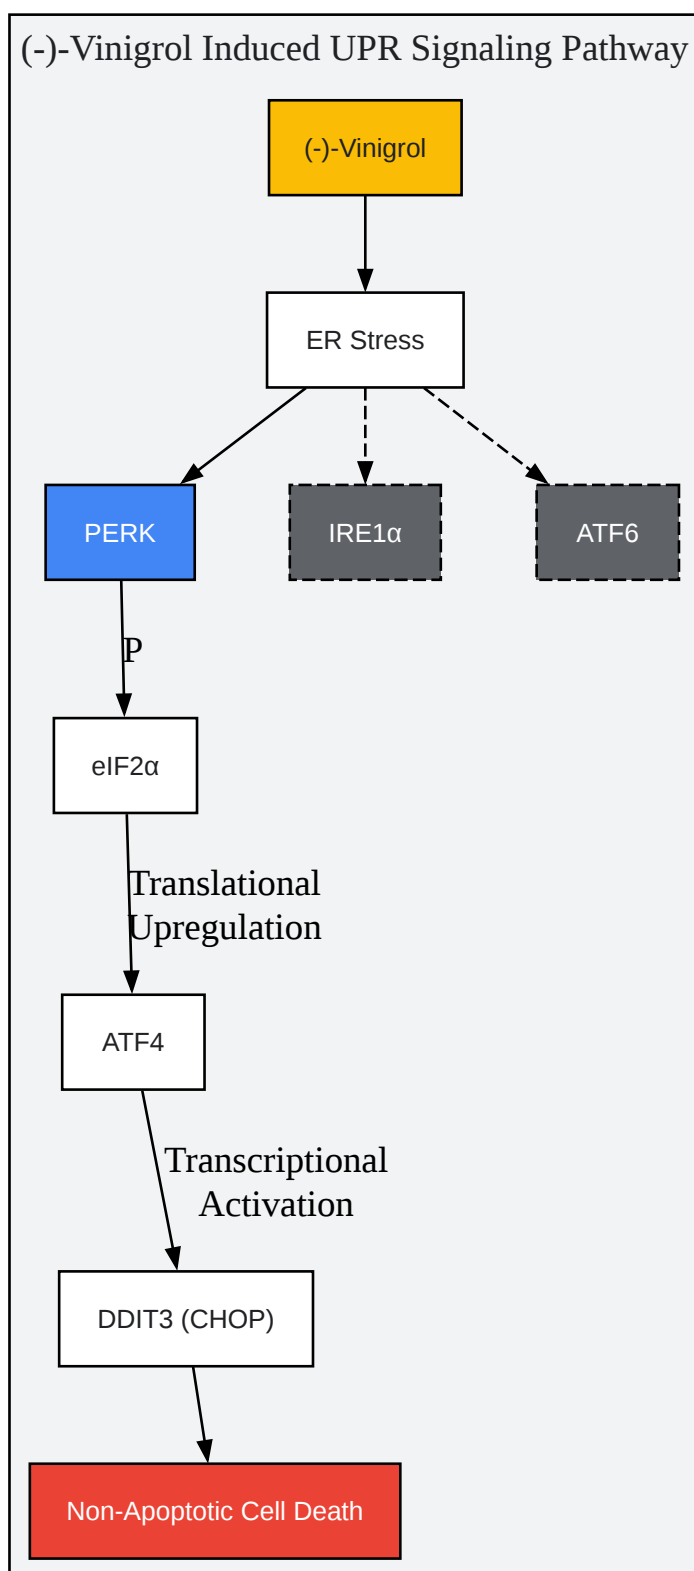 (-)-Vinigrol Induced UPR Signaling Pathway
(-)-Vinigrol
ER Stress
PERK
IRE1α
ATF6
P
eIF2α
Translational
Upregulation
ATF4
Transcriptional
Activation
DDIT3 (CHOP)
Non-Apoptotic Cell Death